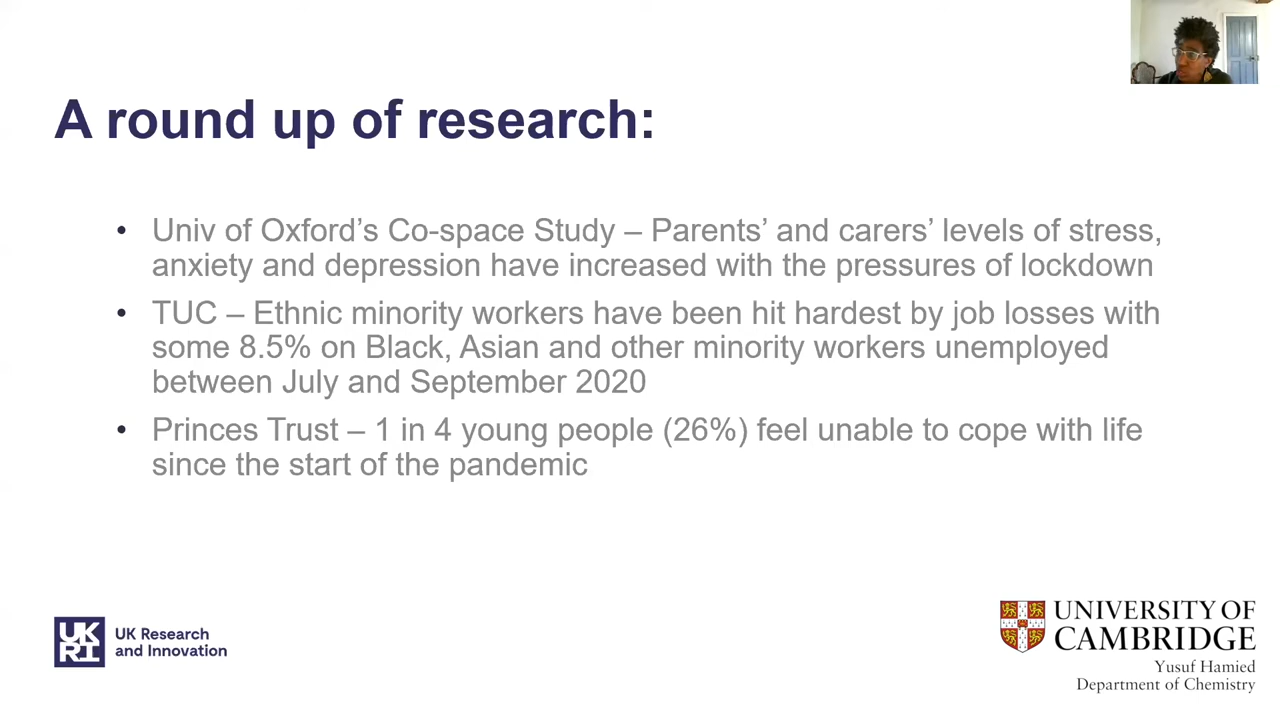 A round up of research:
• Univ of Oxford's Co-space Study – Parents' and carers' levels of stress,
anxiety and depression have increased with the pressures of lockdown
• TUC – Ethnic minority workers have been hit hardest by job losses with
some 8.5% on Black, Asian and other minority workers unemployed
between July and September 2020
• Princes Trust – 1 in 4 young people (26%) feel unable to cope with life
since the start of the pandemic
UK
RI
UK Research
and Innovation
UNIVERSITY OF
CAMBRIDGE
Yusuf Hamied
Department of Chemistry